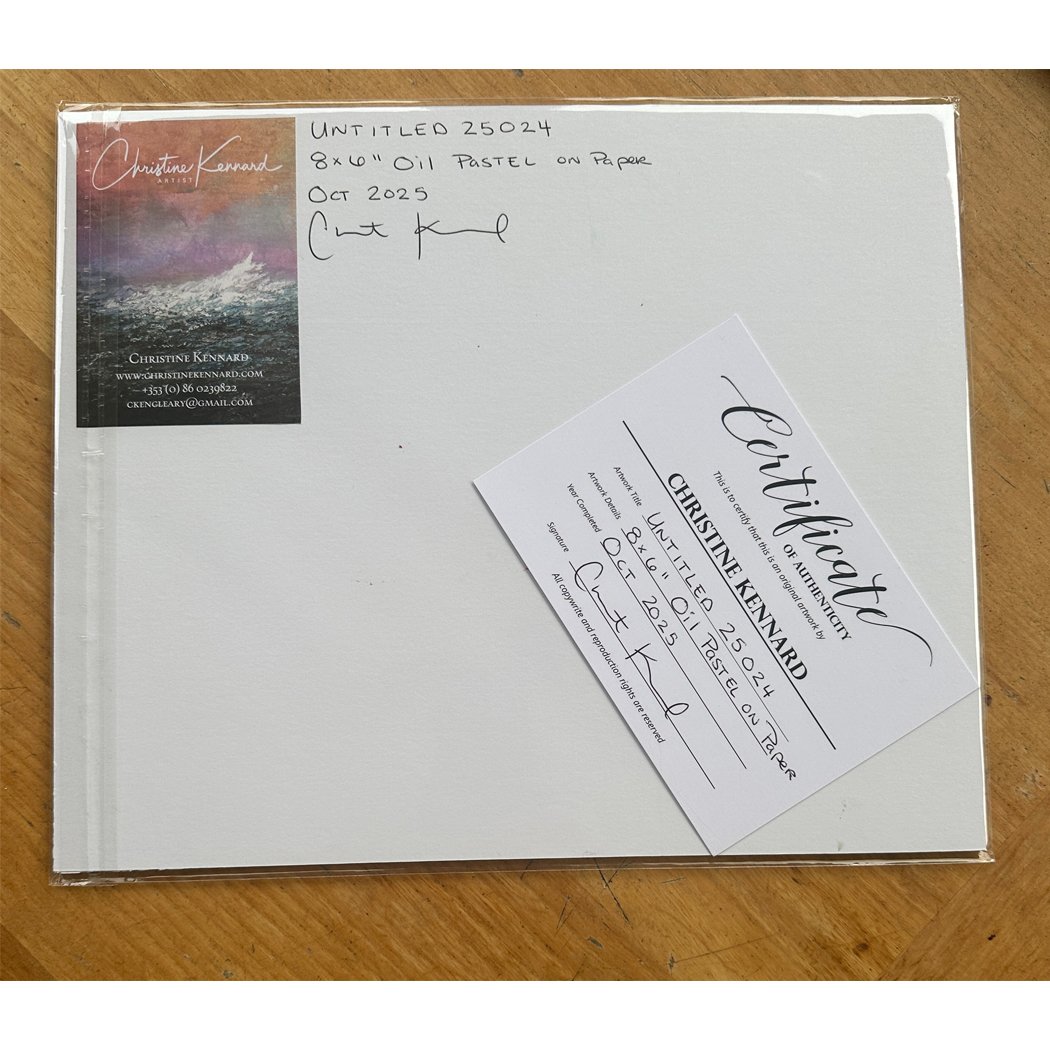 Christine Kennard
ARTIST
CHRISTINE KENNARD
WWW.CHRISTINEKENNARD.COM
+353 (0) 86 0239822
CKENGLEARY@GMAIL.COM
UNTITLED 25024
8x6" Oil PASTEL ON PaPER
OCT 2025
Certificate
OF AUTHENTICITY
This is to certify that this is an original artwork by
CHRISTINE KENNARD
Artwork Title UNTITLED 25024
Artwork Details 8x6" Oil PASTEL ON PaPER
Year Completed OCT 2025
Signature
All copywrite and reproduction rights are reserved